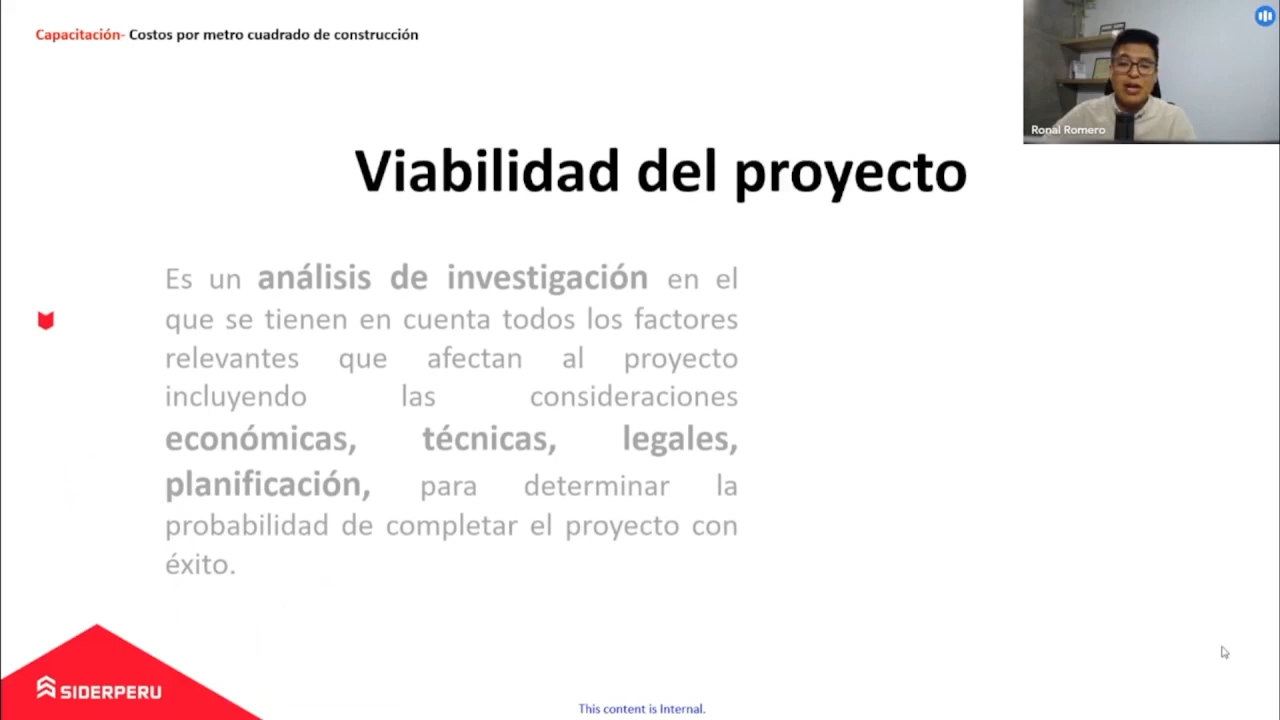 Capacitación- Costos por metro cuadrado de construcción
Ronal Romero
Viabilidad del proyecto
Es un análisis de investigación en el
que se tienen en cuenta todos los factores
relevantes que afectan al proyecto
incluyendo las consideraciones
económicas, técnicas, legales,
planificación, para determinar la
probabilidad de completar el proyecto con
éxito.
SIDERPERU
This content is Internal.